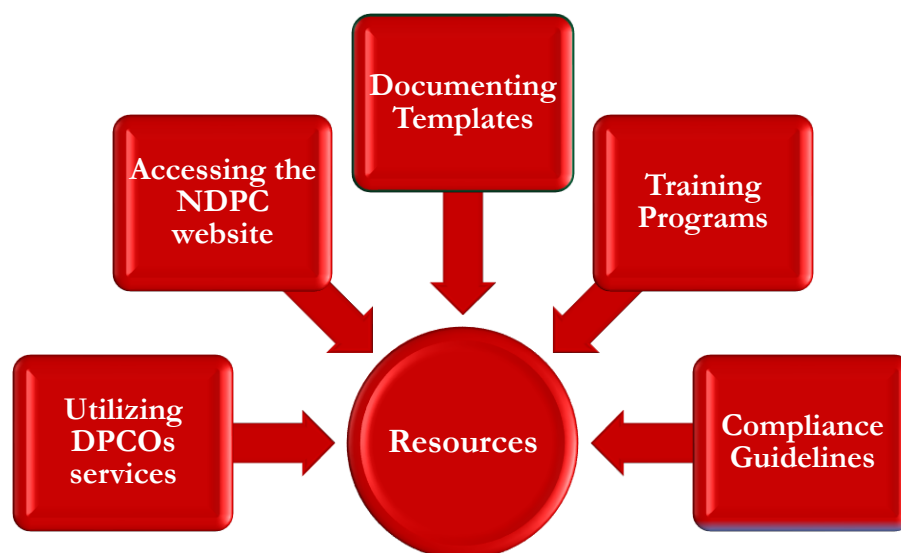 Documenting
Templates
Accessing the
NDPC
website
Training
Programs
Utilizing
DPCOs
services
Resources
Compliance
Guidelines